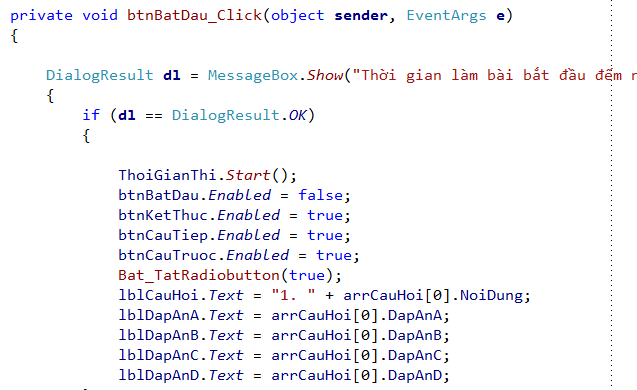 private void btnBatDau_Click(object sender, EventArgs e)
{
DialogResult d1 = MessageBox.Show("Thời gian làm bài bắt đầu đếm
{
if (d1 == DialogResult.OK)
{
ThoiGianThi.Start();
btnBatDau.Enabled = false;
btnKetThuc.Enabled = true;
btnCauTiep.Enabled = true;
btnCauTruoc.Enabled = true;
Bat_TatRadiobutton(true);
lblCauHoi.Text = "1. " + arrCauHoi[0].NoiDung;
lblDapAnA.Text = arrCauHoi[0].DapAnA;
lblDapAnB.Text = arrCauHoi[0].DapAnB;
lblDapAnC.Text = arrCauHoi[0].DapAnC;
lblDapAnD.Text = arrCauHoi[0].DapAnD;